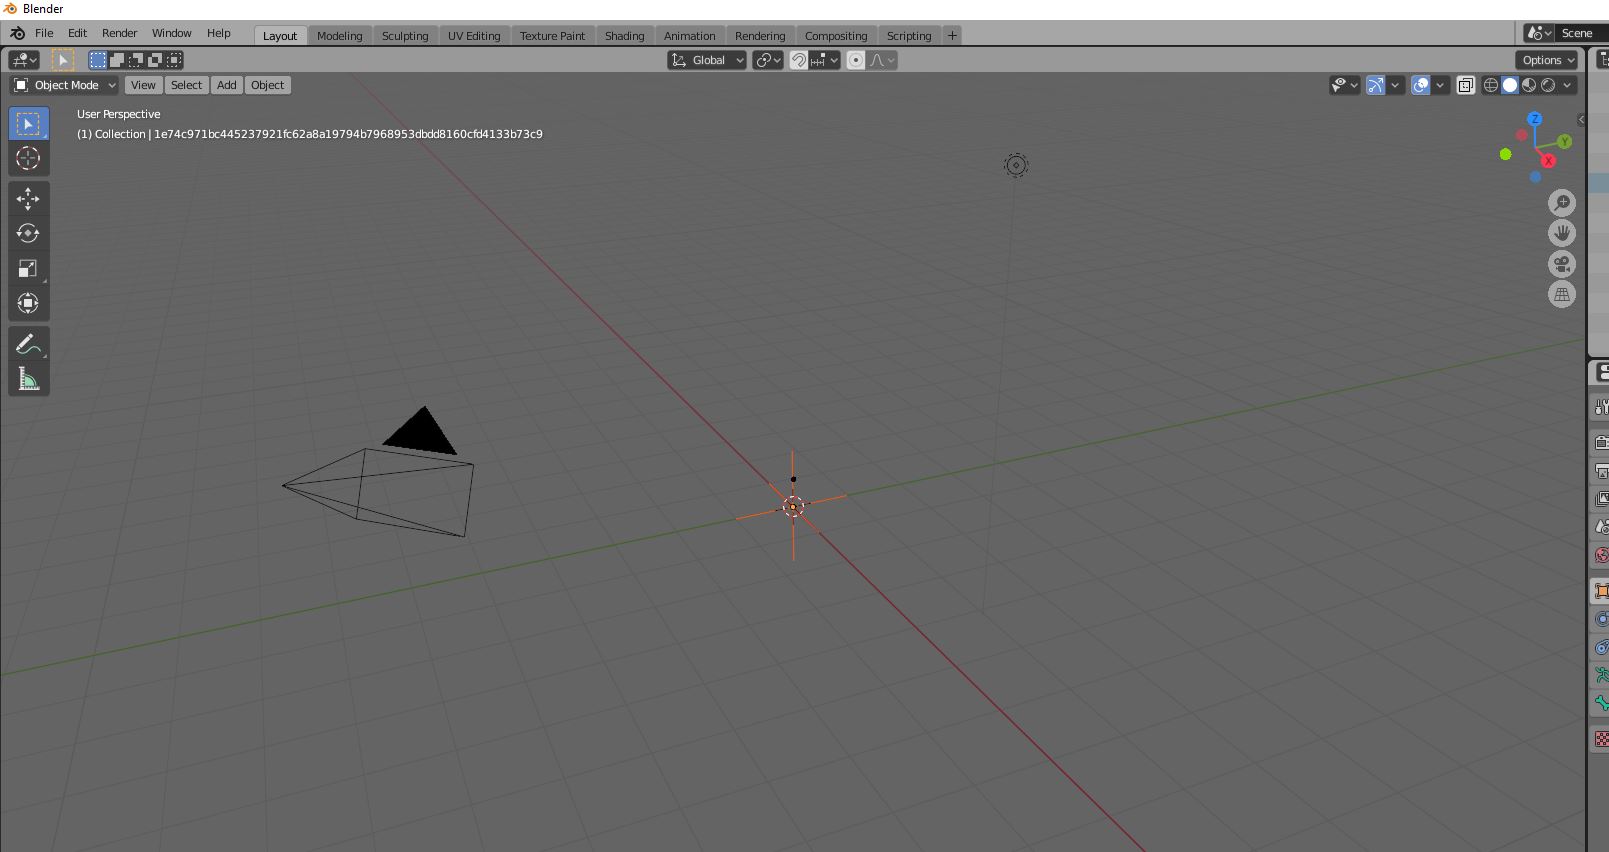 Blender
File Edit Render Window Help Layout Modeling Sculpting UV Editing Texture Paint Shading Animation Rendering Compositing Scripting + Scene
Global Options
Object Mode View Select Add Object
User Perspective
(1) Collection | 1e74c971bc445237921fc62a8a19794b7968953dbdd8160cfd4133b73c9
Z
Y
X